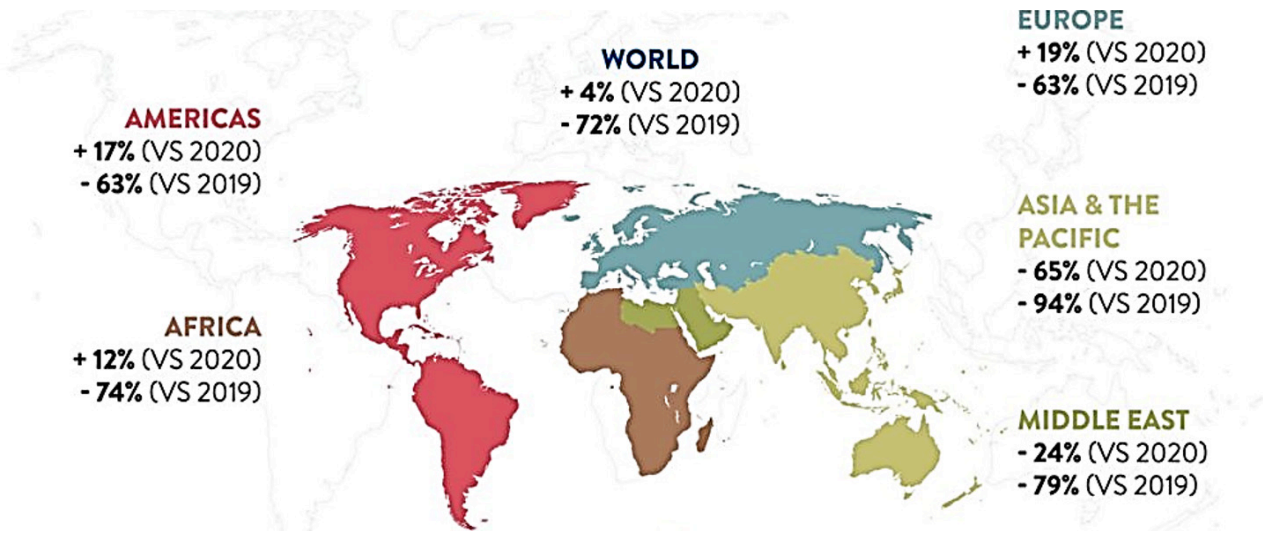 WORLD
+ 4% (VS 2020)
- 72% (VS 2019)
EUROPE
+ 19% (VS 2020)
- 63% (VS 2019)
AMERICAS
+ 17% (VS 2020)
- 63% (VS 2019)
ASIA & THE
PACIFIC
- 65% (VS 2020)
- 94% (VS 2019)
AFRICA
+ 12% (VS 2020)
- 74% (VS 2019)
MIDDLE EAST
- 24% (VS 2020)
- 79% (VS 2019)